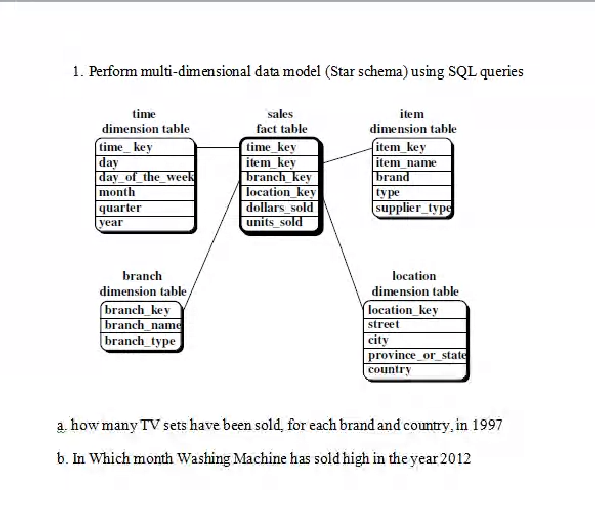 1. Perform multi-dimensional data model (Star schema) using SQL queries
time
dimension table
time_ key
day
day_of_the_week
month
quarter
year
sales
fact table
time_key
item_key
branch_key
location_key
dollars_sold
units_sold
item
dimension table
item_key
item_name
brand
type
supplier_type
branch
dimension table
branch_key
branch_name
branch_type
location
dimension table
location_key
street
city
province_or_state
country
a. how many TV sets have been sold, for each brand and country, in 1997
b. In Which month Washing Machine has sold high in the year 2012